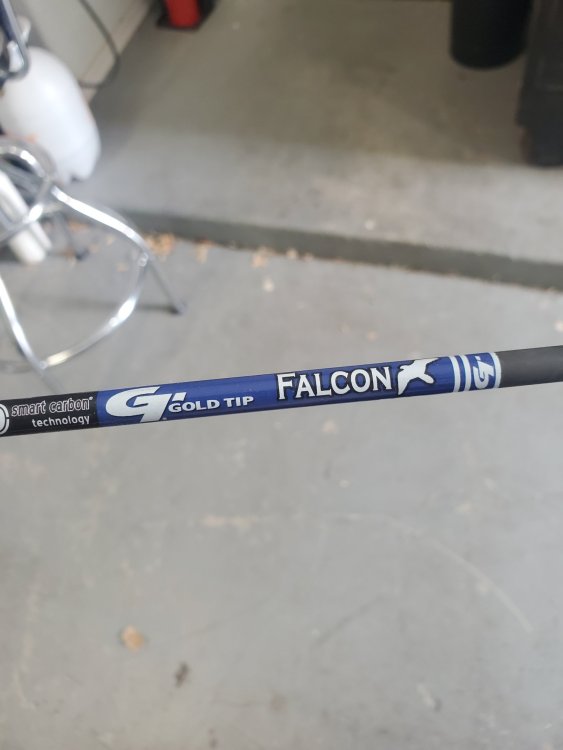 smart carbon®
technology
GT GOLD TIP FALCON GT